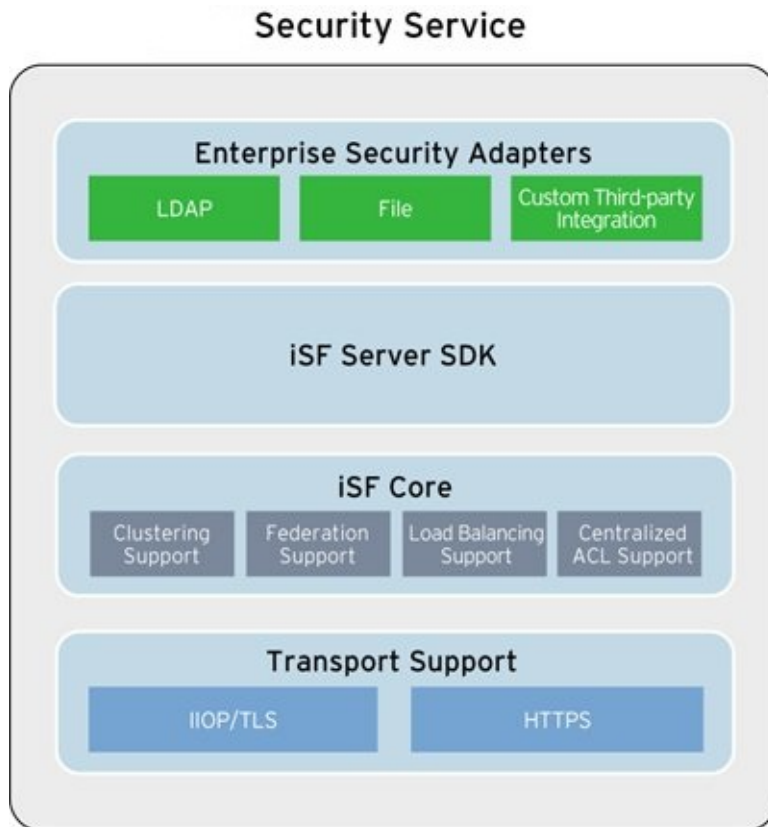 Security Service
Enterprise Security Adapters
LDAP
File
Custom Third-party
Integration
iSF Server SDK
iSF Core
Clustering
Support
Federation
Support
Load Balancing
Support
Centralized
ACL Support
Transport Support
IIOP/TLS
HTTPS